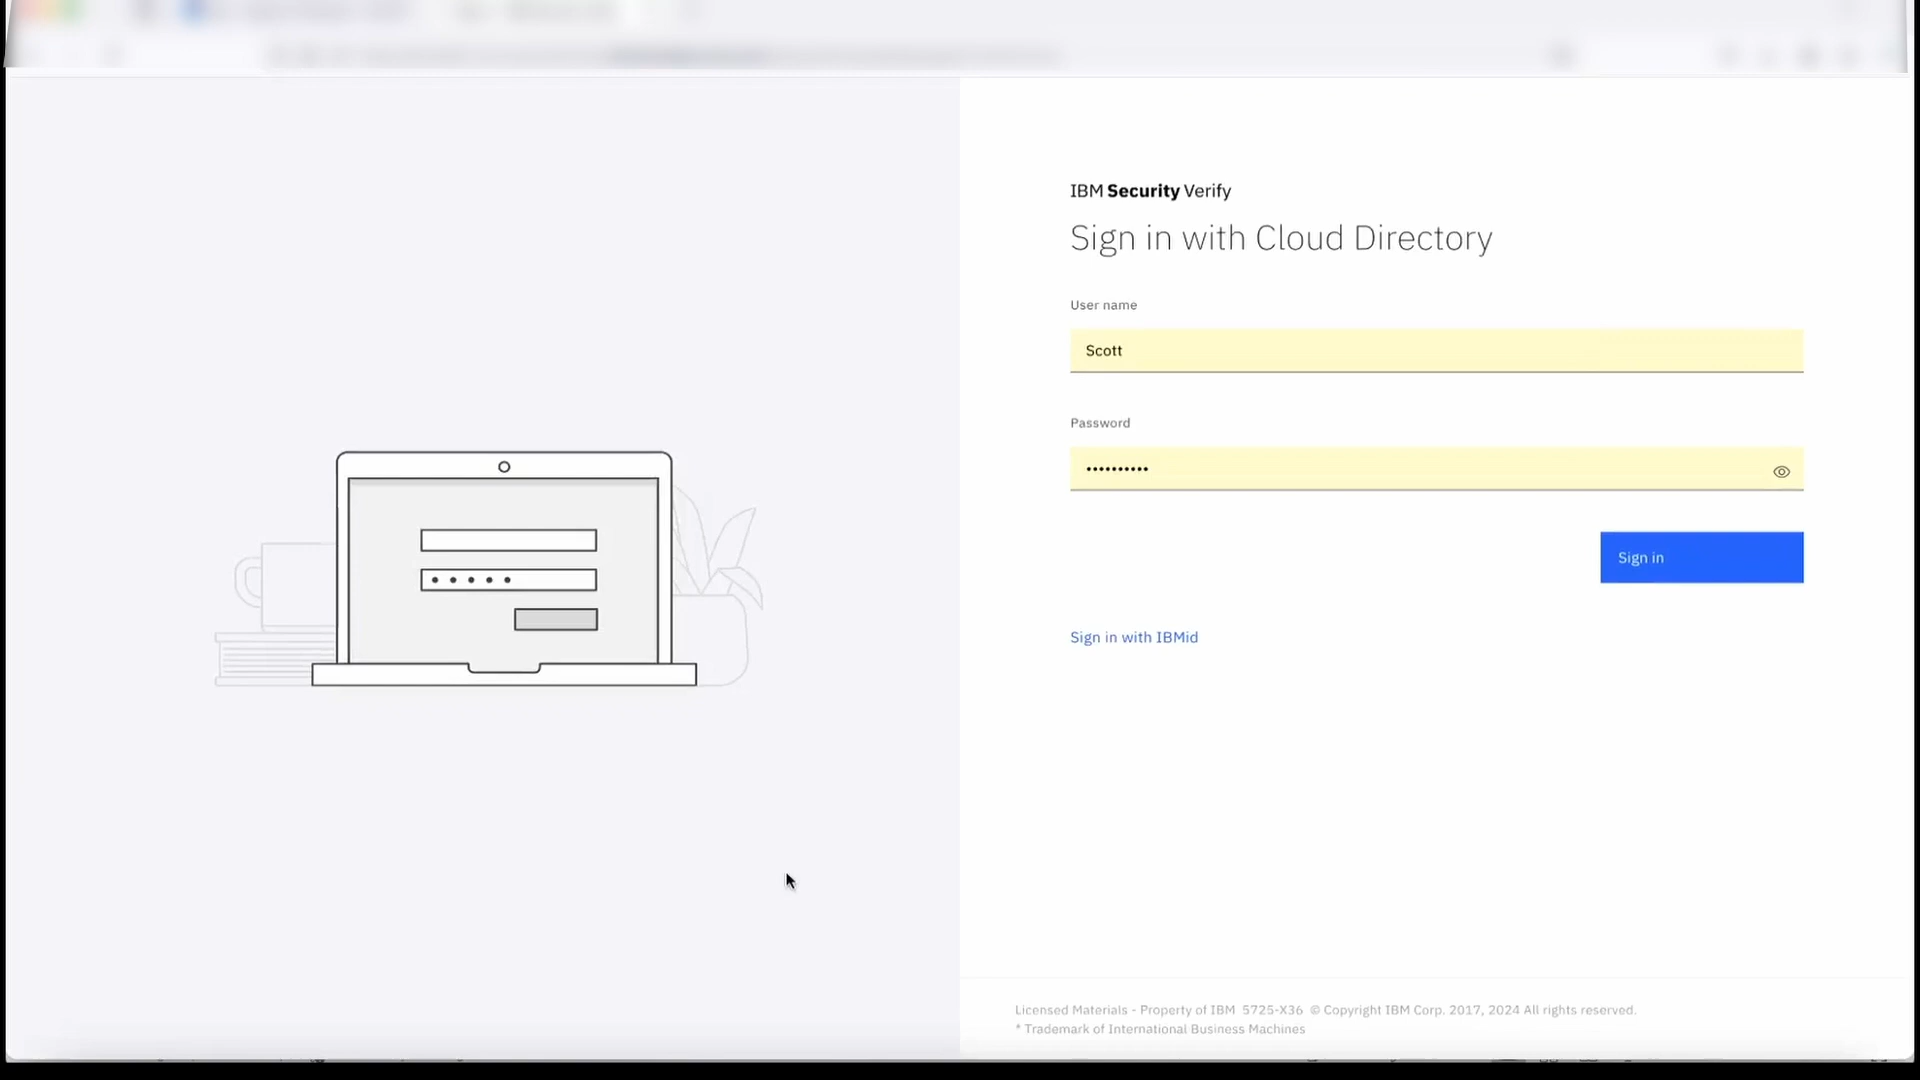 IBM Security Verify
Sign in with Cloud Directory
User name
Scott
Password
••••••••••
Sign in
Sign in with IBMid
Licensed Materials - Property of IBM 5725-X36 © Copyright IBM Corp. 2017, 2024 All rights reserved.
* Trademark of International Business Machines